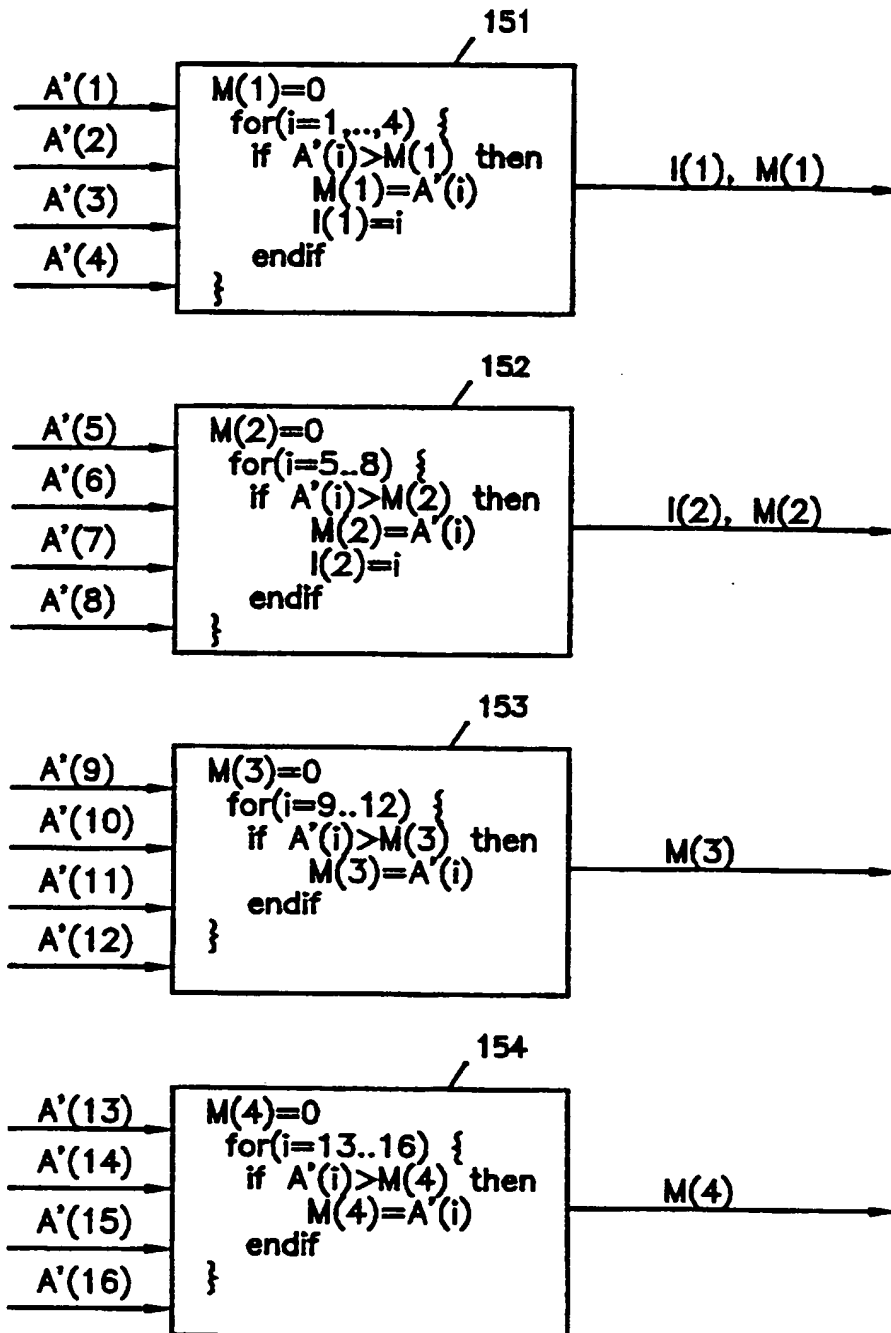 151
A'(1)
A'(2)
A'(3)
A'(4)
M(1)=0
for(i=1,...,4) {
if A'(i)>M(1) then
M(1)=A'(i)
I(1)=i
endif
}
I(1), M(1)
152
A'(5)
A'(6)
A'(7)
A'(8)
M(2)=0
for(i=5..8) {
if A'(i)>M(2) then
M(2)=A'(i)
I(2)=i
endif
}
I(2), M(2)
153
A'(9)
A'(10)
A'(11)
A'(12)
M(3)=0
for(i=9..12) {
if A'(i)>M(3) then
M(3)=A'(i)
endif
}
M(3)
154
A'(13)
A'(14)
A'(15)
A'(16)
M(4)=0
for(i=13..16) {
if A'(i)>M(4) then
M(4)=A'(i)
endif
}
M(4)